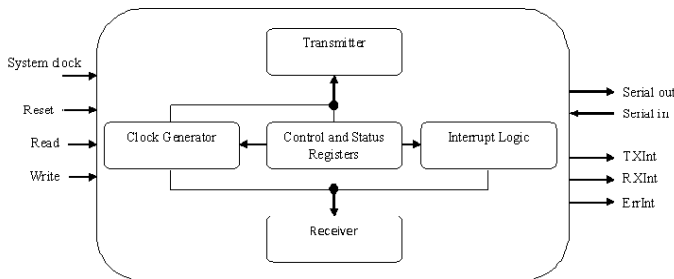 Transmitter
System clock
Reset
Read
Write
Clock Generator
Control and Status
Registers
Interrupt Logic
Receiver
Serial out
Serial in
TXInt
RXInt
ErrInt